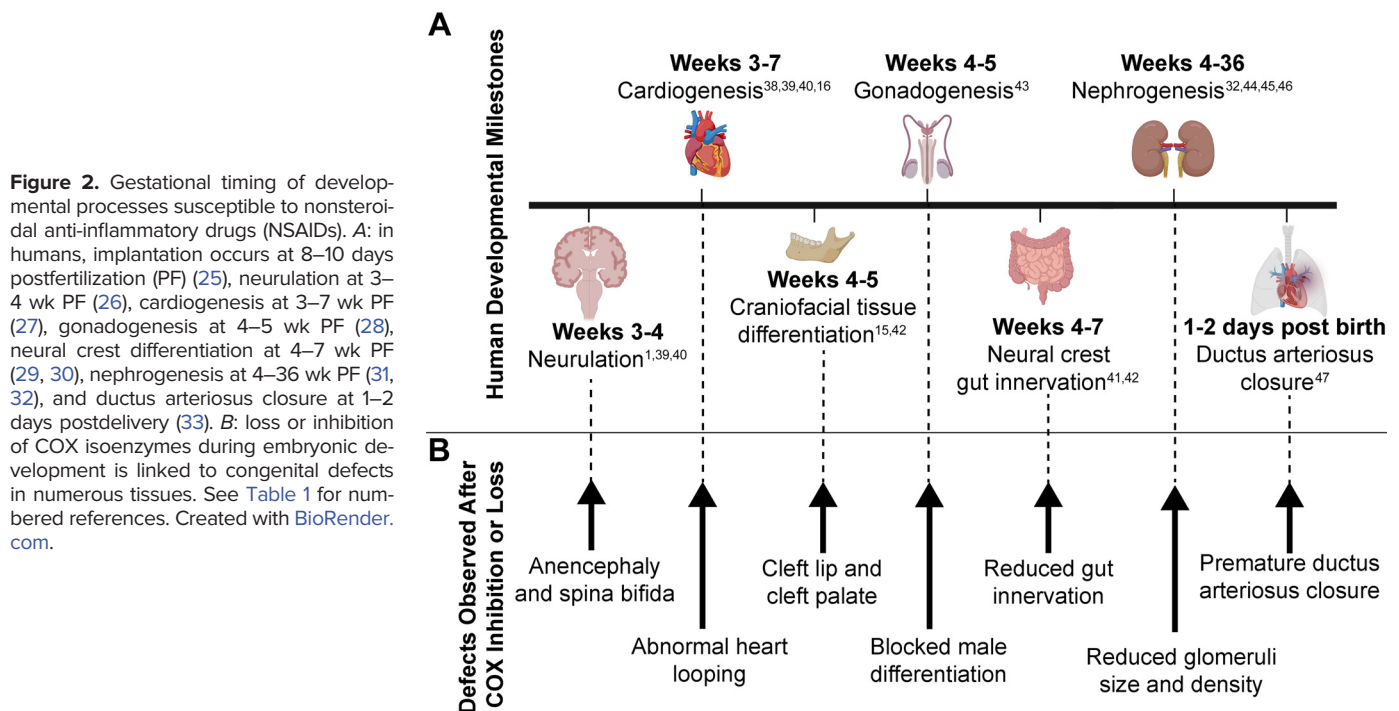 Figure 2. Gestational timing of develop-
mental processes susceptible to nonsteroi-
dal anti-inflammatory drugs (NSAIDs). A: in
humans, implantation occurs at 8–10 days
postfertilization (PF) (25), neurulation at 3–
4 wk PF (26), cardiogenesis at 3–7 wk PF
(27), gonadogenesis at 4–5 wk PF (28),
neural crest differentiation at 4–7 wk PF
(29, 30), nephrogenesis at 4–36 wk PF (31,
32), and ductus arteriosus closure at 1–2
days postdelivery (33). B: loss or inhibition
of COX isoenzymes during embryonic de-
velopment is linked to congenital defects
in numerous tissues. See Table 1 for num-
bered references. Created with BioRender.
com.
A
Human Developmental Milestones
Weeks 3-7
Cardiogenesis38,39,40,16
Weeks 4-5
Gonadogenesis43
Weeks 4-36
Nephrogenesis32,44,45,46
Weeks 3-4
Neurulation1,39,40
Weeks 4-5
Craniofacial tissue
differentiation15,42
Weeks 4-7
Neural crest
gut innervation41,42
1-2 days post birth
Ductus arteriosus
closure47
B
Defects Observed After
COX Inhibition or Loss
Anencephaly
and spina bifida
Abnormal heart
looping
Cleft lip and
cleft palate
Blocked male
differentiation
Reduced gut
innervation
Reduced glomeruli
size and density
Premature ductus
arteriosus closure